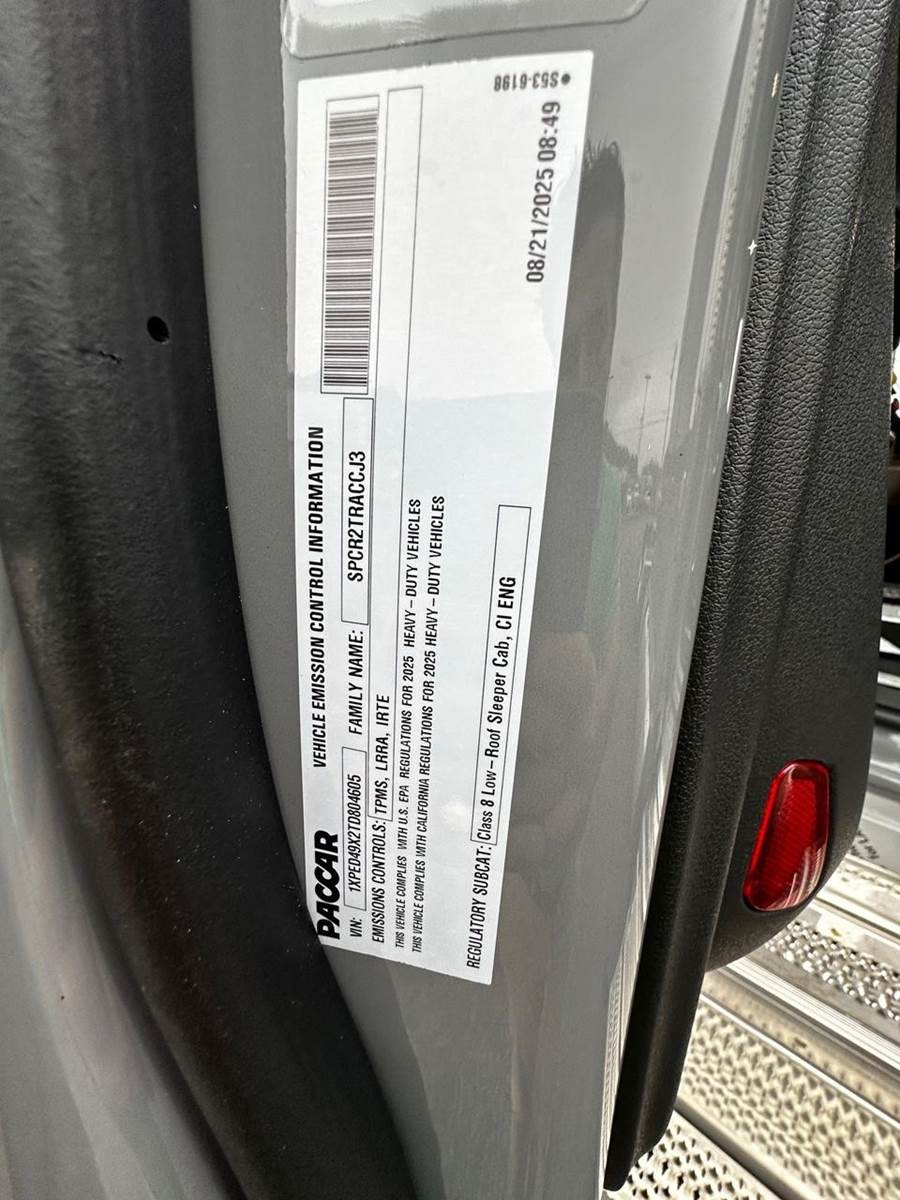 PACCAR VEHICLE EMISSION CONTROL INFORMATION
VIN: 1XPED49X2TD804605 FAMILY NAME: SPCR2TRACCJ3
EMISSIONS CONTROLS: TPMS, LRRA, IRTE
THIS VEHICLE COMPLIES WITH U.S. EPA REGULATIONS FOR 2025 HEAVY-DUTY VEHICLES
THIS VEHICLE COMPLIES WITH CALIFORNIA REGULATIONS FOR 2025 HEAVY-DUTY VEHICLES
REGULATORY SUBCAT: Class 8 Low-Roof Sleeper Cab, CI ENG
08/21/2025 08:49
●S53-6198